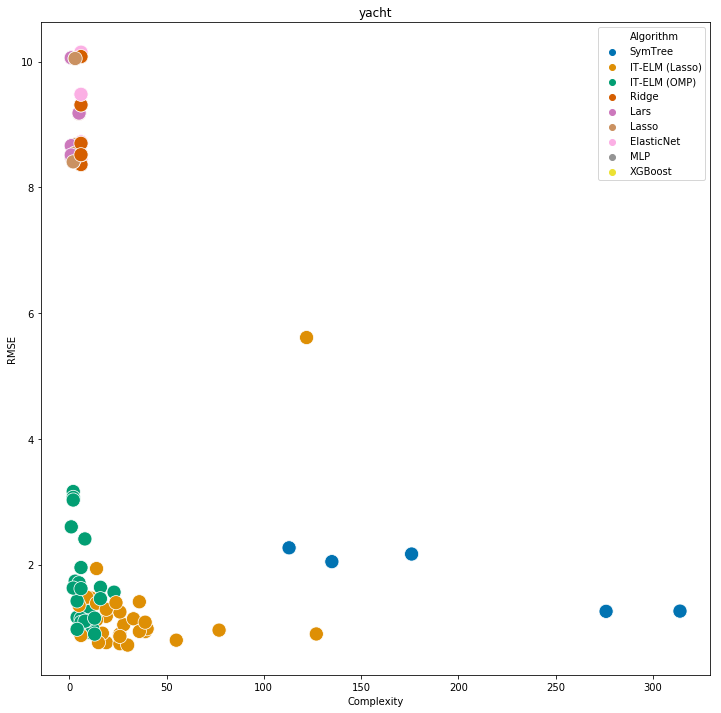 yacht
Algorithm
SymTree
IT-ELM (Lasso)
IT-ELM (OMP)
Ridge
Lars
Lasso
ElasticNet
MLP
XGBoost
10
8
6
4
2
RMSE
0
50
100
150
200
250
300
Complexity